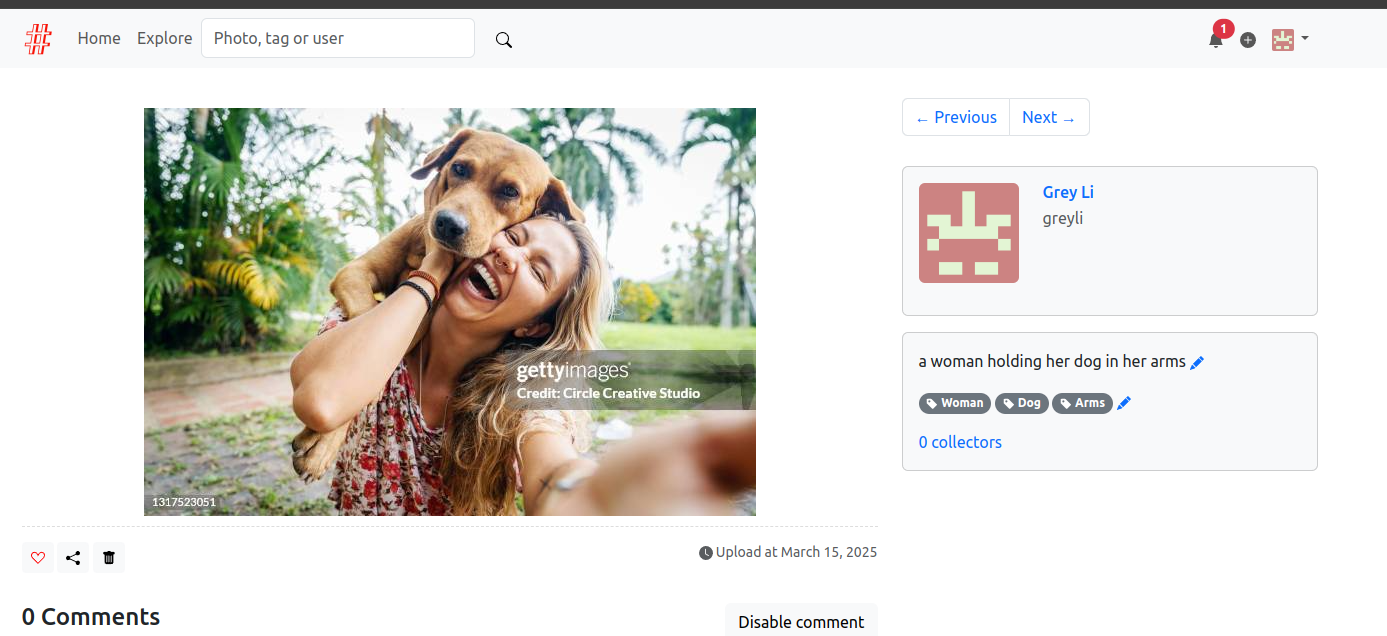 Home Explore Photo, tag or user 1
← Previous Next →
Grey Li
greyli
gettyimages®
Credit: Circle Creative Studio
1317523051
a woman holding her dog in her arms
Woman Dog Arms
0 collectors
Upload at March 15, 2025
0 Comments
Disable comment